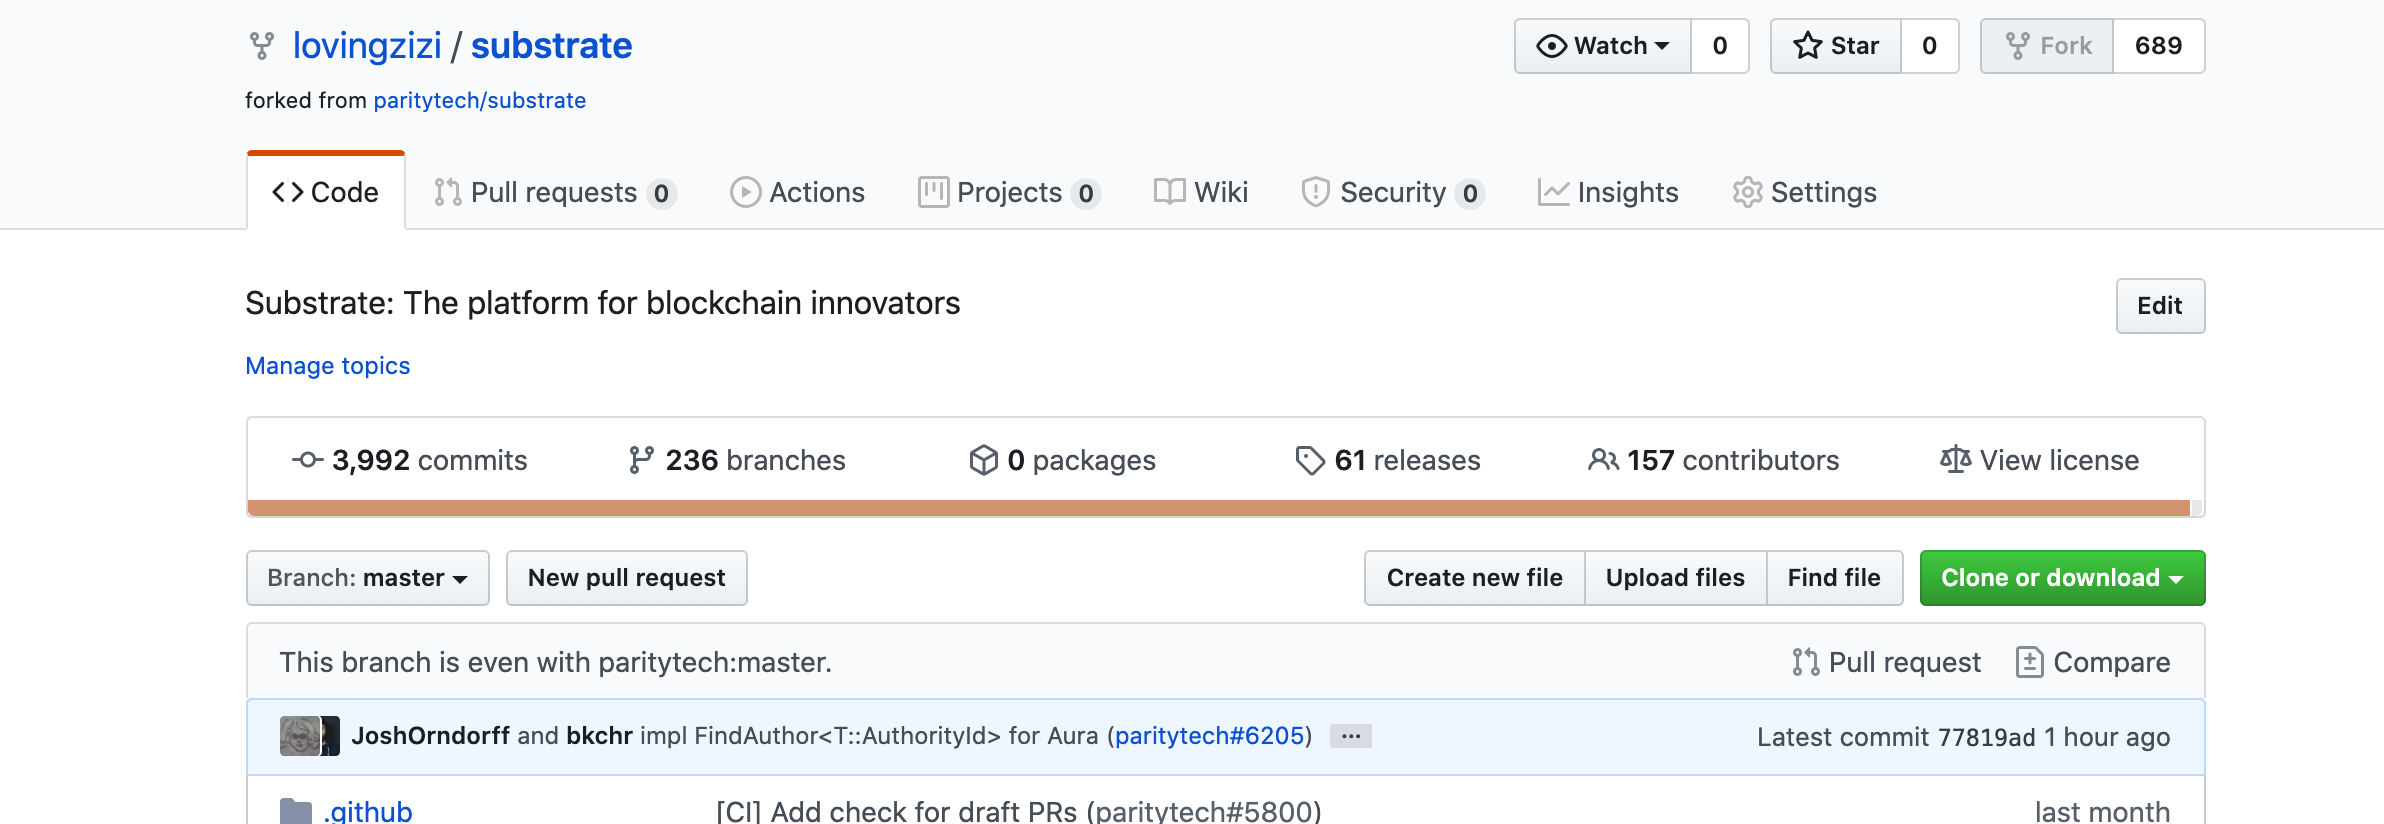 lovingzizi / substrate
Watch 0 Star 0 Fork 689
forked from paritytech/substrate
Code Pull requests 0 Actions Projects 0 Wiki Security 0 Insights Settings
Substrate: The platform for blockchain innovators
Edit
Manage topics
3,992 commits 236 branches 0 packages 61 releases 157 contributors View license
Branch: master New pull request Create new file Upload files Find file Clone or download
This branch is even with paritytech:master. Pull request Compare
JoshOrndorff and bkchr impl FindAuthor<T::AuthorityId> for Aura (paritytech#6205) ... Latest commit 77819ad 1 hour ago
.github [CI] Add check for draft PRs (paritytech#5800) last month